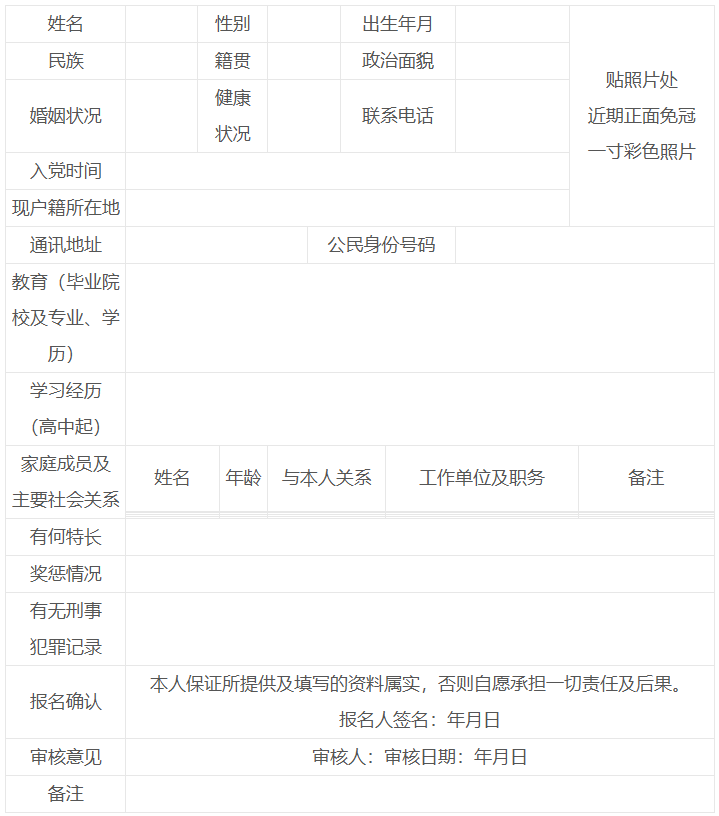 姓名 性别 出生年月
贴照片处
近期正面免冠
一寸彩色照片
民族 籍贯 政治面貌
婚姻状况 健康
状况 联系电话
入党时间
现户籍所在地
通讯地址 公民身份号码
教育（毕业院
校及专业、学
历）
学习经历
（高中起）
家庭成员及
主要社会关系
姓名 年龄 与本人关系 工作单位及职务 备注
有何特长
奖惩情况
有无刑事
犯罪记录
报名确认
本人保证所提供及填写的资料属实，否则自愿承担一切责任及后果。
报名人签名：年月日
审核意见 审核人：审核日期：年月日
备注